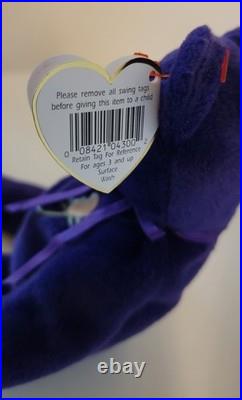 Please remove all swing tags
before giving this item to a child
0 08421 04300 2
Retain Tag For Reference
For ages 3 and up
Surface
Wash